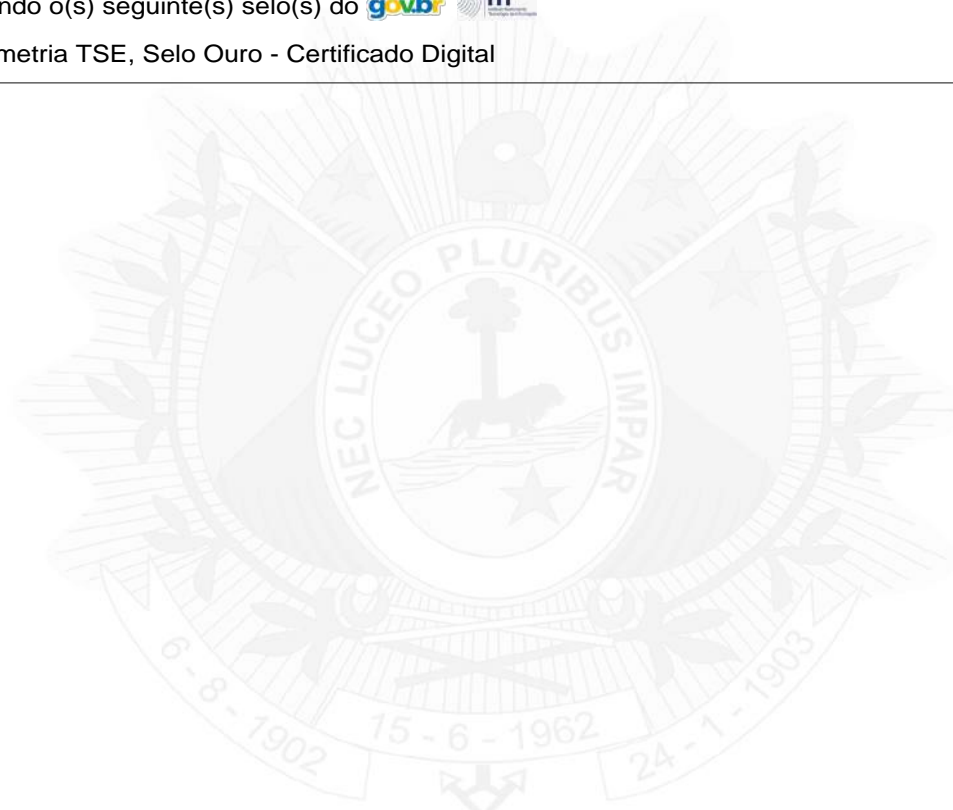 ndo o(s) seguinte(s) selo(s) do gov.br
metria TSE, Selo Ouro - Certificado Digital
NEC LUCEO PLURIBUS IMPAR
6 - 8 - 1902
15 - 6 - 1962
24 - 1 - 1903